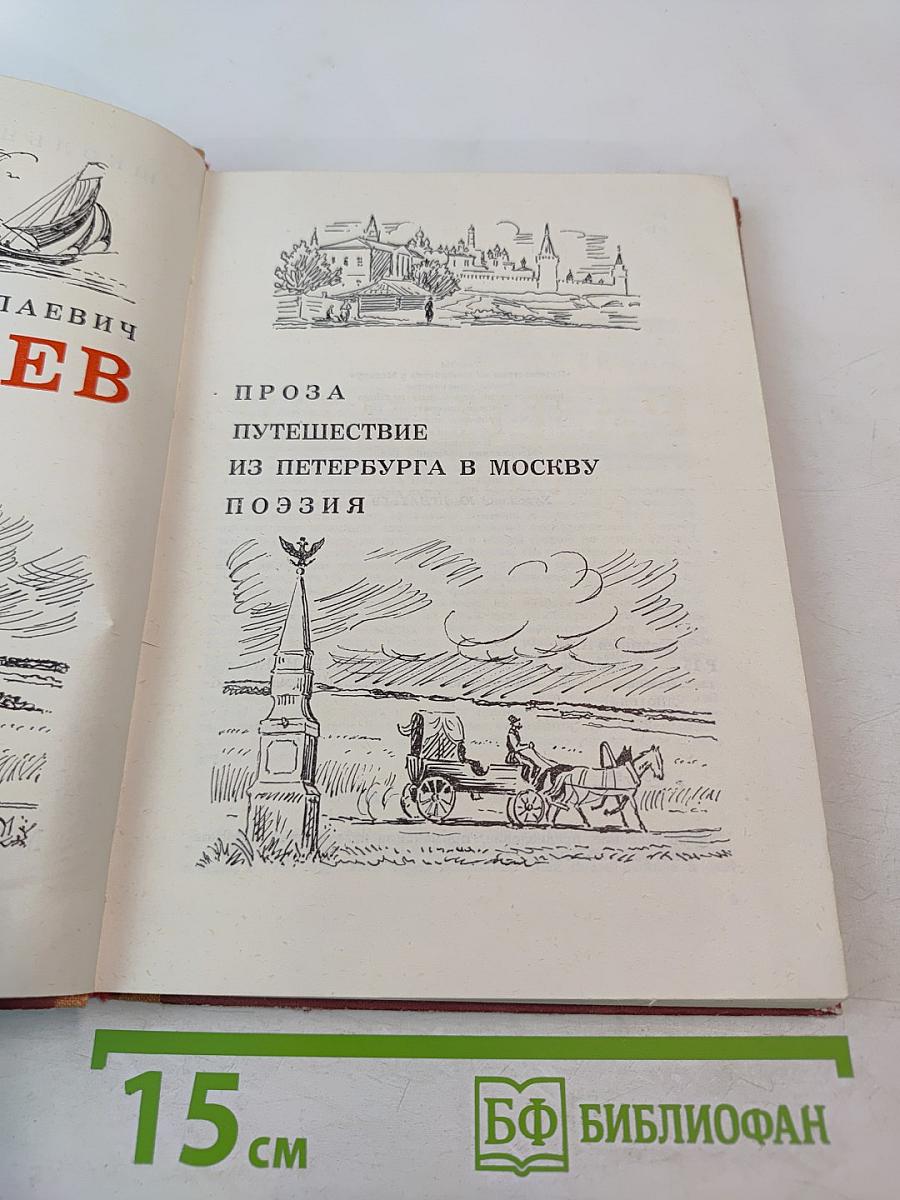 ЛАЕВИЧ
ЕВ
ПРОЗА
ПУТЕШЕСТВИЕ
ИЗ ПЕТЕРБУРГА В МОСКВУ
ПОЭЗИЯ
15 см
БФ БИБЛИОФАН